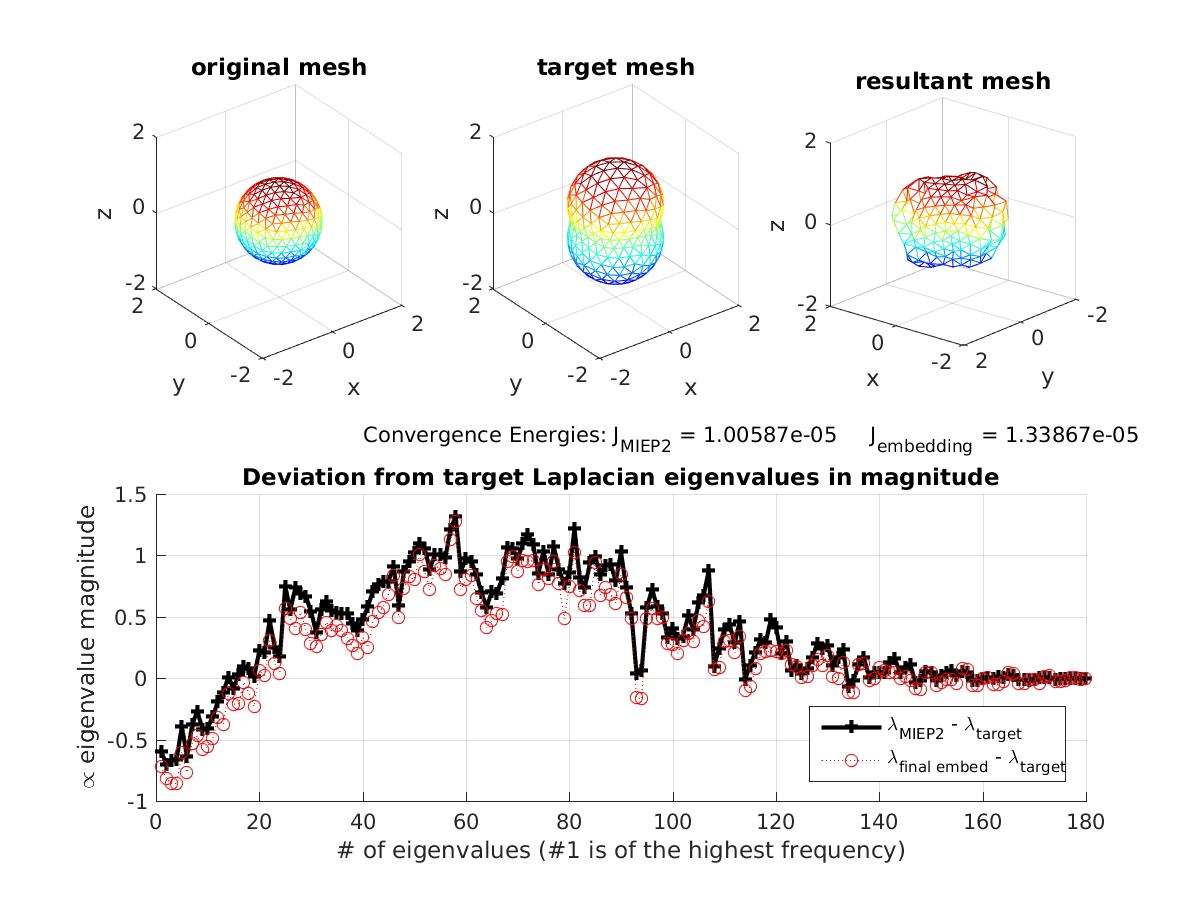 original mesh
target mesh
resultant mesh
2
0
-2
z
2
0
-2
y
-2
0
2
x
2
0
-2
z
2
0
-2
y
-2
0
2
x
2
0
-2
z
2
0
-2
x
2
0
-2
y
Convergence Energies: J_MIEP2 = 1.00587e-05 J_embedding = 1.33867e-05
Deviation from target Laplacian eigenvalues in magnitude
1.5
1
0.5
0
-0.5
-1
∝ eigenvalue magnitude
λ_MIEP2 - λ_target
λ_final embed - λ_target
0 20 40 60 80 100 120 140 160 180
# of eigenvalues (#1 is of the highest frequency)